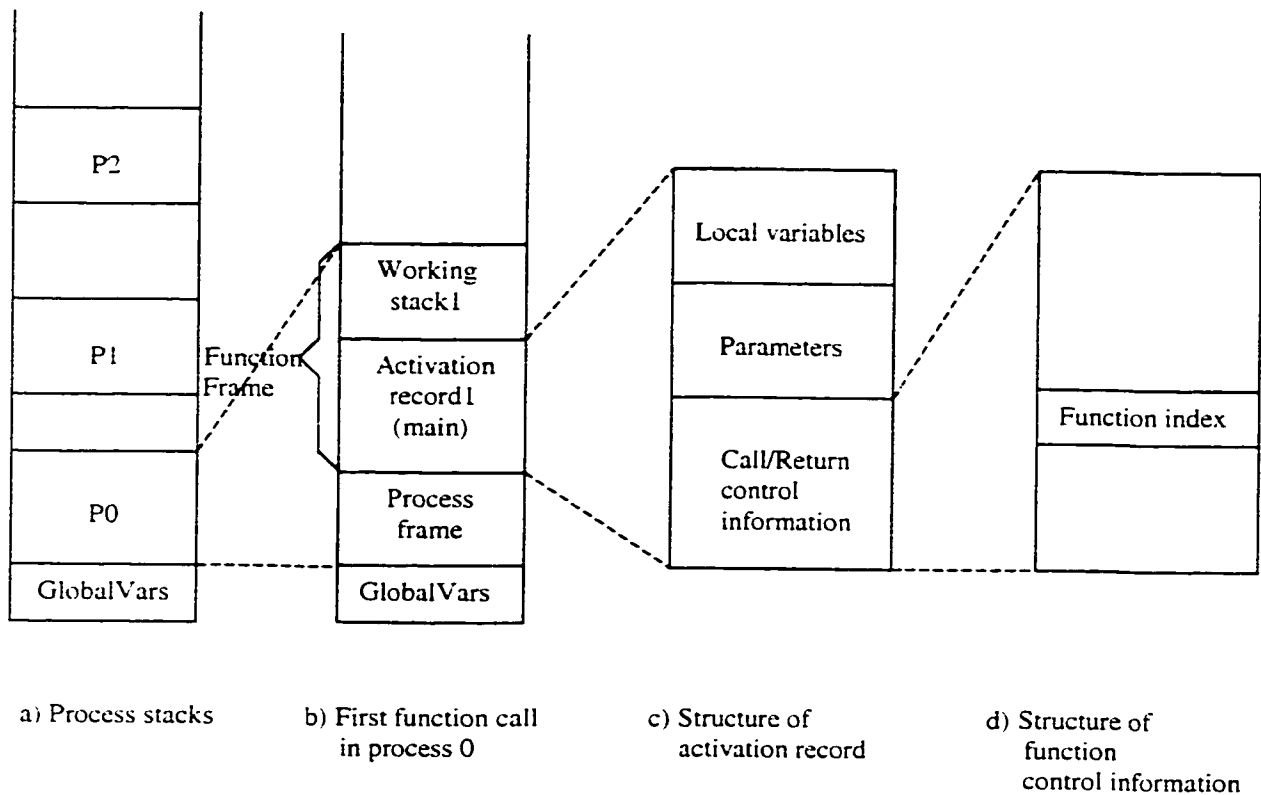 P2
P1
P0
GlobalVars
Function
Frame
Working
stack1
Activation
record1
(main)
Process
frame
GlobalVars
Local variables
Parameters
Call/Return
control
information
Function index
a) Process stacks
b) First function call
in process 0
c) Structure of
activation record
d) Structure of
function
control information